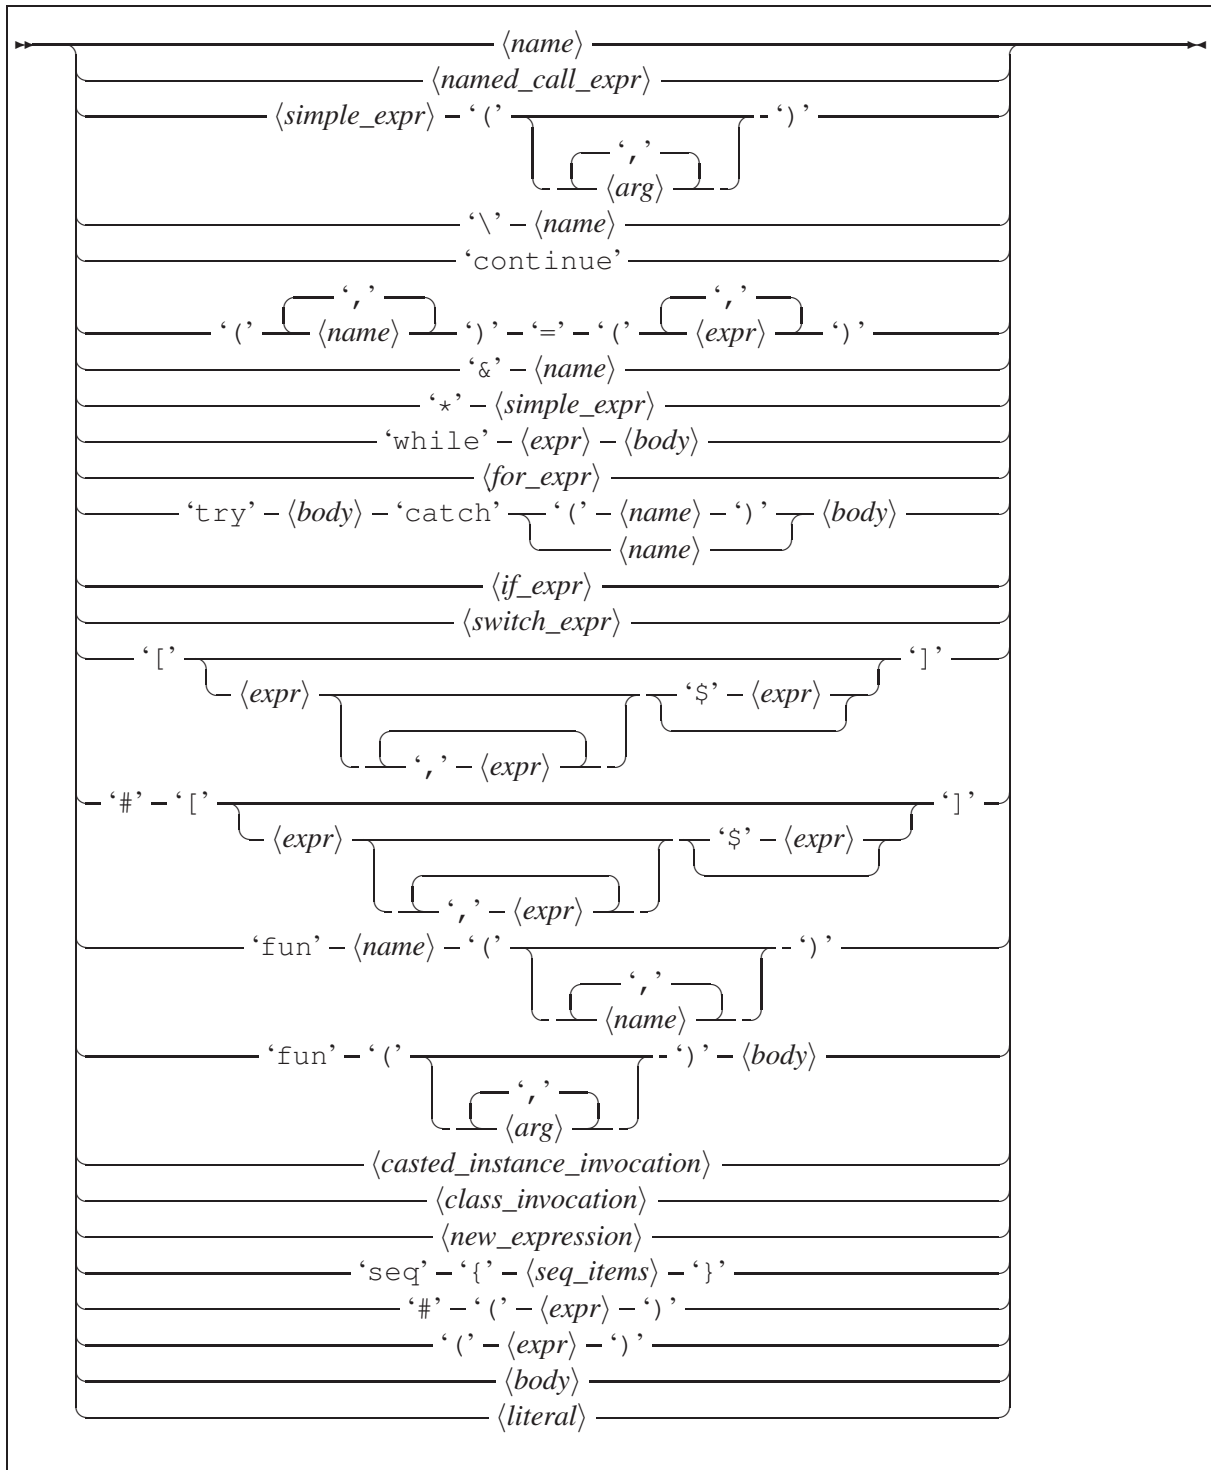 ⟨name⟩
⟨named_call_expr⟩
⟨simple_expr⟩ ‘(’ ‘)’
‘,’
⟨arg⟩
‘\’ ⟨name⟩
‘continue’
‘,’ ‘,’
‘(’ ⟨name⟩ ‘)’ ‘=’ ‘(’ ⟨expr⟩ ‘)’
‘&’ ⟨name⟩
‘*’ ⟨simple_expr⟩
‘while’ ⟨expr⟩ ⟨body⟩
⟨for_expr⟩
‘try’ ⟨body⟩ ‘catch’ ‘(’ ⟨name⟩ ‘)’ ⟨body⟩
⟨name⟩
⟨if_expr⟩
⟨switch_expr⟩
‘[’ ‘]’
⟨expr⟩ ‘$’ ⟨expr⟩
‘,’ ⟨expr⟩
‘#’ ‘[’ ‘]’
⟨expr⟩ ‘$’ ⟨expr⟩
‘,’ ⟨expr⟩
‘fun’ ⟨name⟩ ‘(’ ‘)’
‘,’
⟨name⟩
‘fun’ ‘(’ ‘)’ ⟨body⟩
‘,’
⟨arg⟩
⟨casted_instance_invocation⟩
⟨class_invocation⟩
⟨new_expression⟩
‘seq’ ‘{’ ⟨seq_items⟩ ‘}’
‘#’ ‘(’ ⟨expr⟩ ‘)’
‘(’ ⟨expr⟩ ‘)’
⟨body⟩
⟨literal⟩